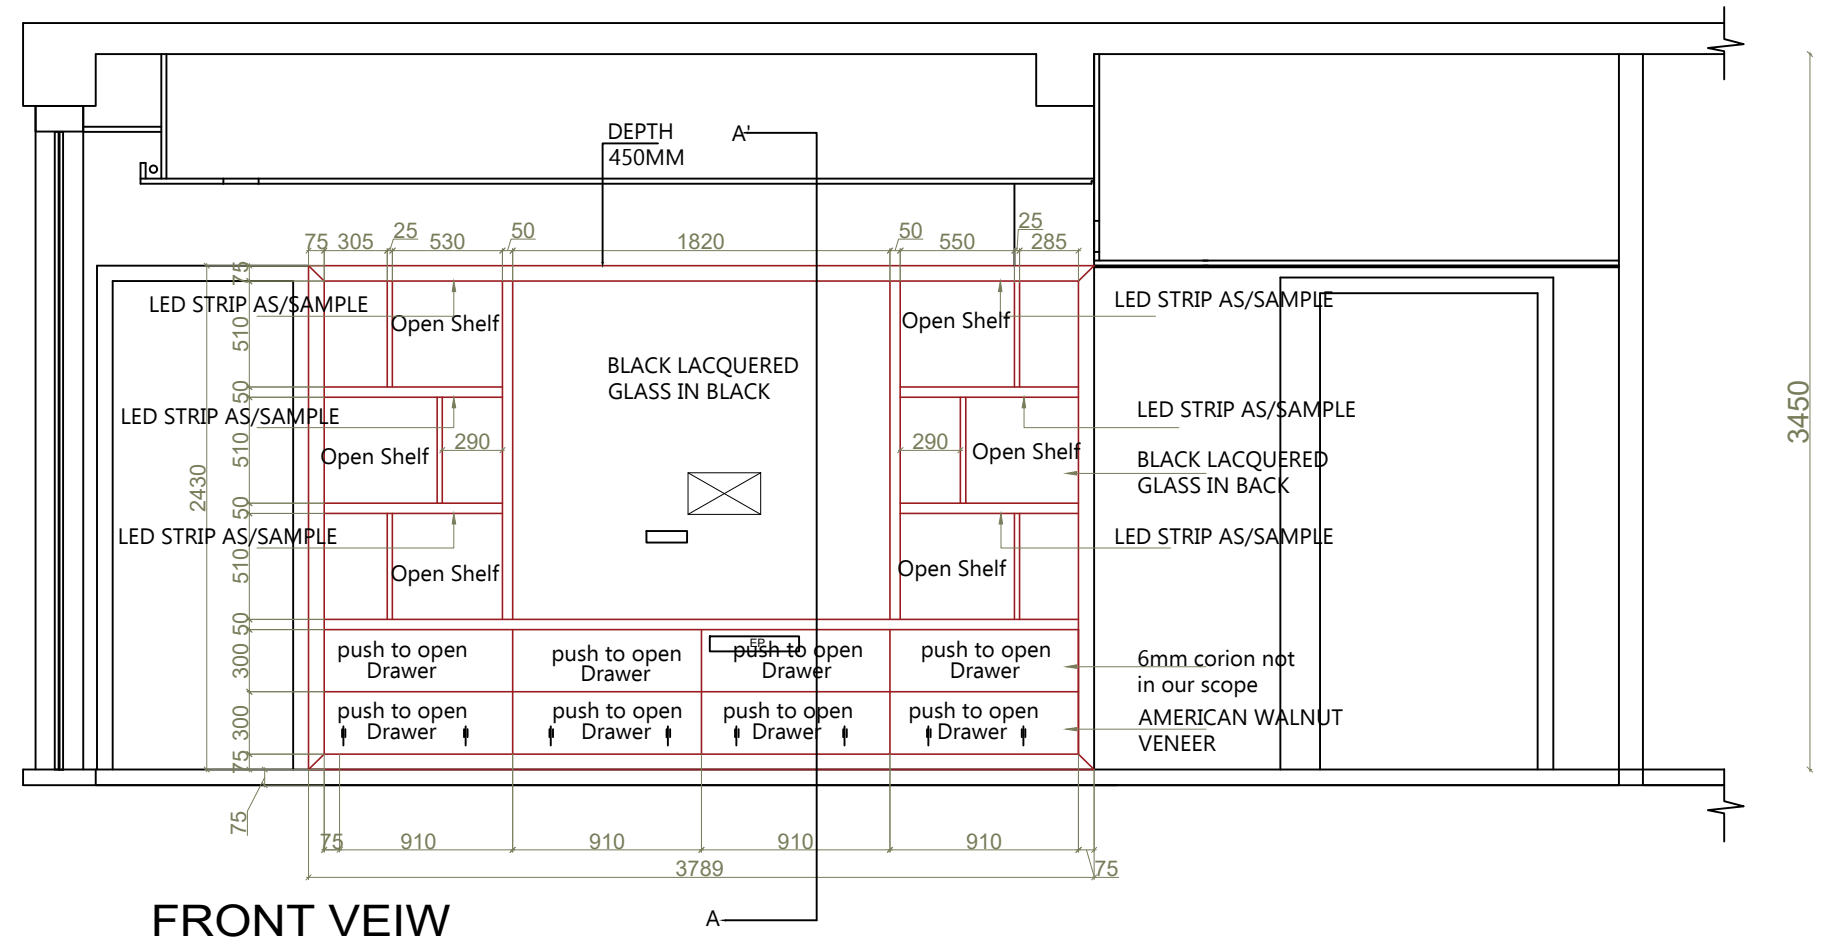 DEPTH
450MM
A'
75 305 25 530 50 1820 50 550 25 285
75
LED STRIP AS/SAMPLE
LED STRIP AS/SAMPLE
510
Open Shelf
Open Shelf
BLACK LACQUERED
GLASS IN BLACK
50
LED STRIP AS/SAMPLE
LED STRIP AS/SAMPLE
3450
2430
510
Open Shelf
290
290
Open Shelf
BLACK LACQUERED
GLASS IN BACK
50
LED STRIP AS/SAMPLE
LED STRIP AS/SAMPLE
510
Open Shelf
Open Shelf
50
EP
300
push to open
Drawer
push to open
Drawer
push to open
Drawer
push to open
Drawer
6mm corion not
in our scope
300
push to open
Drawer
push to open
Drawer
push to open
Drawer
push to open
Drawer
AMERICAN WALNUT
VENEER
75
75
75 910 910 910 910
3789
75
A
FRONT VEIW